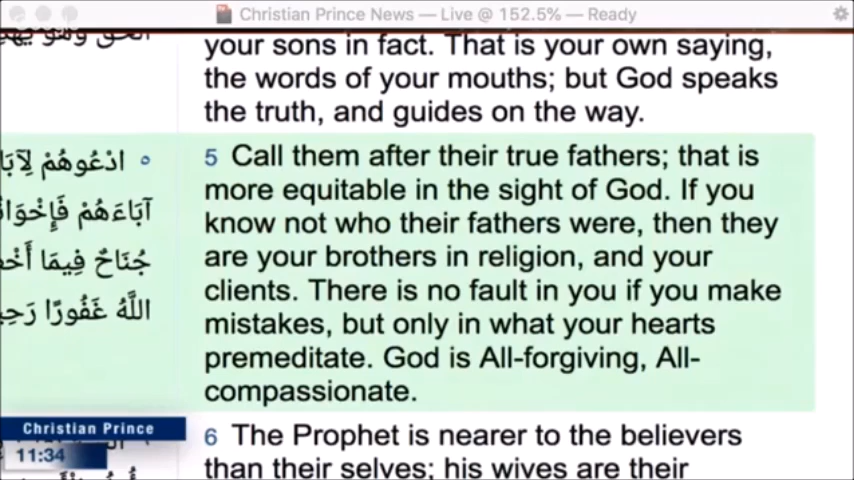 Christian Prince News — Live @ 152.5% — Ready
your sons in fact. That is your own saying,
the words of your mouths; but God speaks
the truth, and guides on the way.
٥ ادْعُوهُمْ لِآبَا
آبَاءَهُمْ فَإِخْوَان
جُنَاحٌ فِيمَا أَخْط
اللَّهُ غَفُورًا رَحِي
5 Call them after their true fathers; that is
more equitable in the sight of God. If you
know not who their fathers were, then they
are your brothers in religion, and your
clients. There is no fault in you if you make
mistakes, but only in what your hearts
premeditate. God is All-forgiving, All-
compassionate.
6 The Prophet is nearer to the believers
than their selves; his wives are their
Christian Prince
11:34